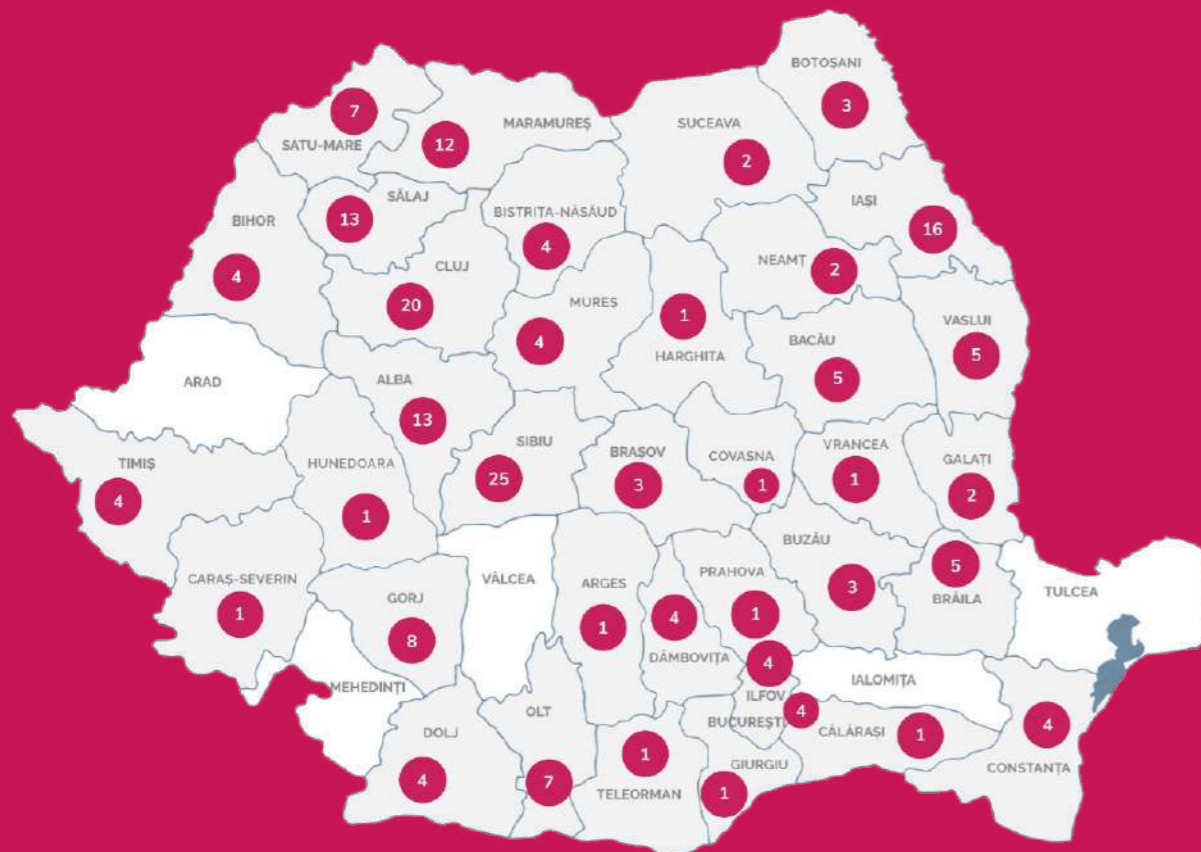 BOTOȘANI
3
7
SATU-MARE
MARAMUREȘ
12
SUCEAVA
2
SĂLAJ
13
BISTRITA-NĂSĂUD
4
IAȘI
16
BIHOR
4
CLUJ
20
NEAMȚ
2
MUREȘ
4
1
HARGHITA
BACĂU
5
VASLUI
5
ARAD
ALBA
13
SIBIU
25
BRAȘOV
3
COVASNA
1
VRANCEA
1
GALAȚI
2
TIMIȘ
4
HUNEDOARA
1
CARAȘ-SEVERIN
1
GORJ
8
VÂLCEA
ARGES
1
4
DÂMBOVIȚA
PRAHOVA
1
BUZĂU
3
5
BRĂILA
TULCEA
MEHEDINȚI
OLT
7
4
ILFOV
BUCUREȘTI
4
IALOMIȚA
CĂLĂRAȘI
1
4
CONSTANȚA
DOLJ
4
1
TELEORMAN
GIURGIU
1